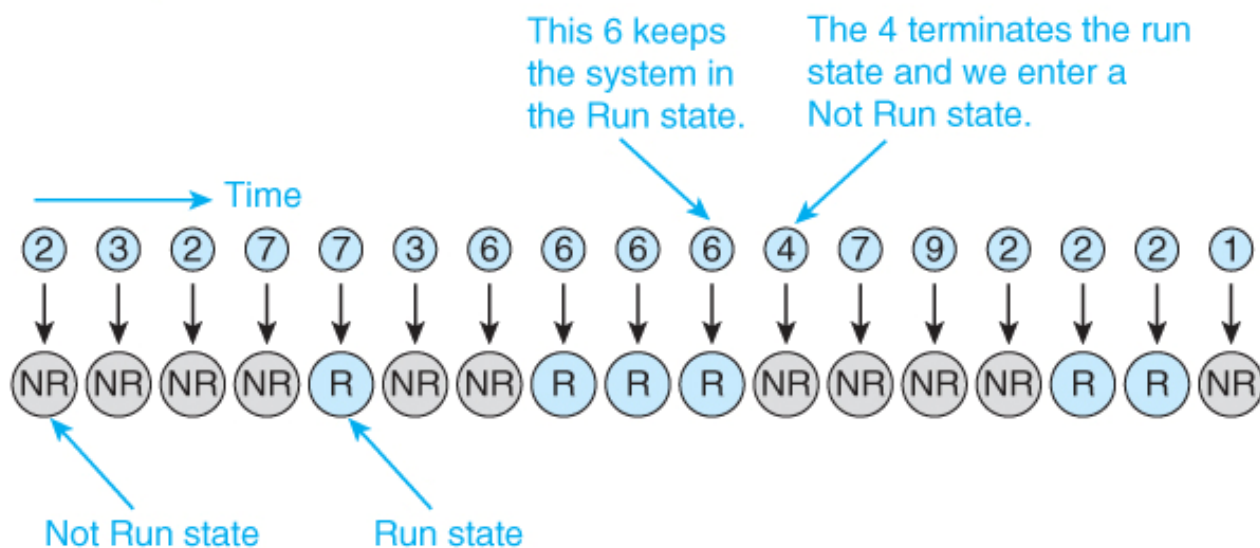 This 6 keeps
the system in
the Run state.
The 4 terminates the run
state and we enter a
Not Run state.
Time
2 3 2 7 7 3 6 6 6 6 4 7 9 2 2 2 1
NR NR NR NR R NR NR R R R NR NR NR NR R R NR
Not Run state
Run state